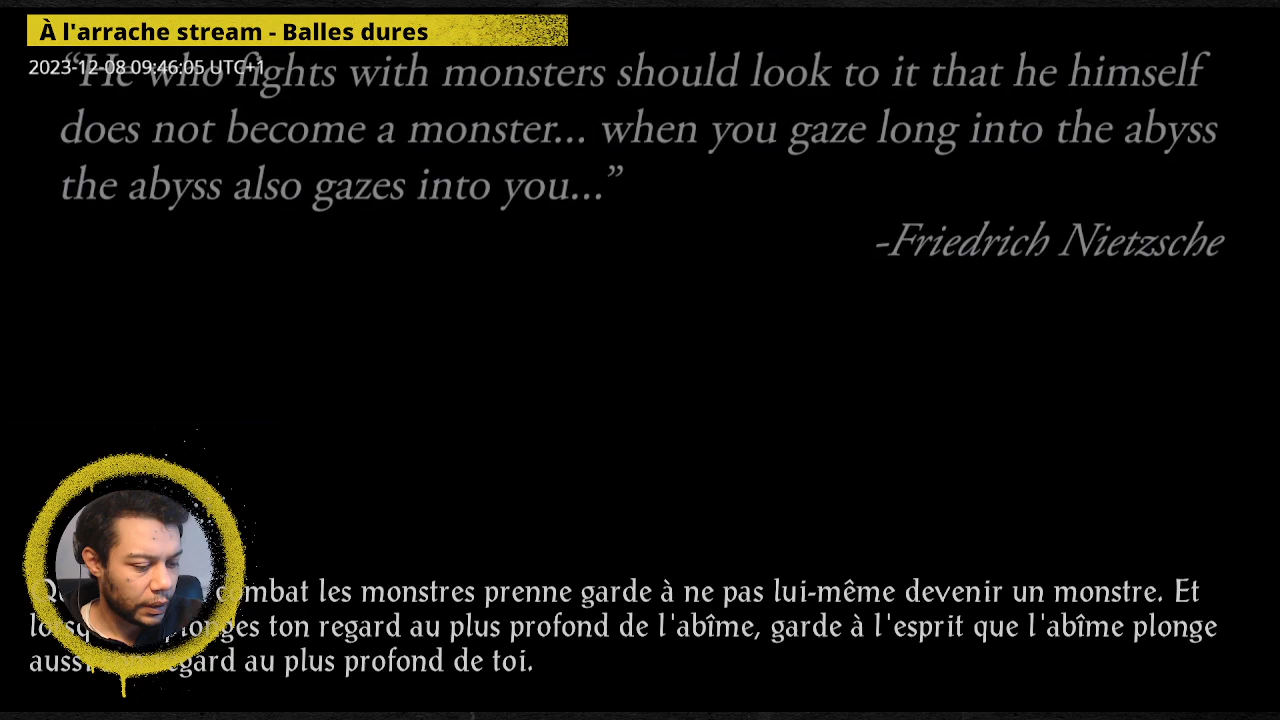 À l'arrache stream - Balles dures
2023-12-08 09:46:05 UTC+1
“He who fights with monsters should look to it that he himself
does not become a monster... when you gaze long into the abyss
the abyss also gazes into you...”
-Friedrich Nietzsche
combat les monstres prenne garde à ne pas lui-même devenir un monstre. Et
plonges ton regard au plus profond de l'abîme, garde à l'esprit que l'abîme plonge
aussi regard au plus profond de toi.